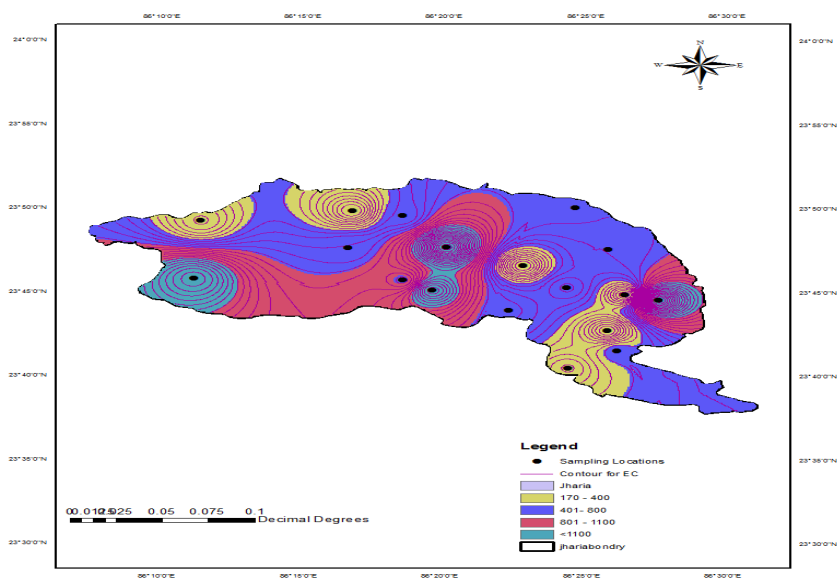 86°10'0"E 86°15'0"E 86°20'0"E 86°25'0"E 86°30'0"E
24°0'0"N 24°0'0"N
N
W E
S
23°55'0"N 23°55'0"N
23°50'0"N 23°50'0"N
23°45'0"N 23°45'0"N
23°40'0"N 23°40'0"N
Legend
Sampling Locations
23°35'0"N 23°35'0"N
Contour for EC
Jharia
170 - 400
401- 800
0.05 0.075 0.1
801 - 1100
Decimal Degrees
<1100
23°30'0"N 23°30'0"N
jhariabondry
86°10'0"E 86°15'0"E 86°20'0"E 86°25'0"E 86°30'0"E